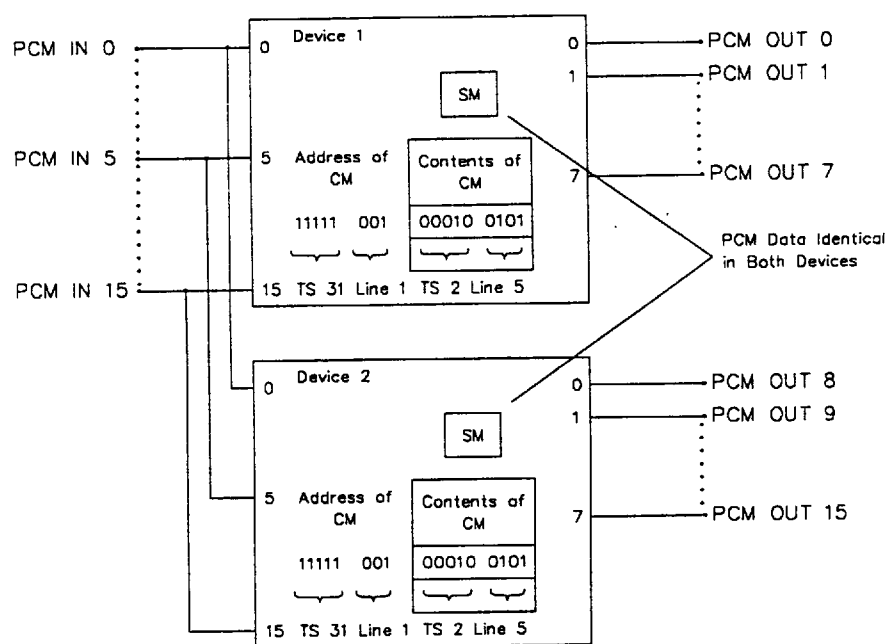 Device 1
PCM IN 0
0
0
PCM OUT 0
1
PCM OUT 1
SM
PCM IN 5
5
Address of
CM
Contents of
CM
7
PCM OUT 7
11111 001
00010 0101
PCM Data Identical
in Both Devices
PCM IN 15
15 TS 31 Line 1 TS 2 Line 5
Device 2
0
0
PCM OUT 8
1
PCM OUT 9
SM
5
Address of
CM
Contents of
CM
7
PCM OUT 15
11111 001
00010 0101
15 TS 31 Line 1 TS 2 Line 5